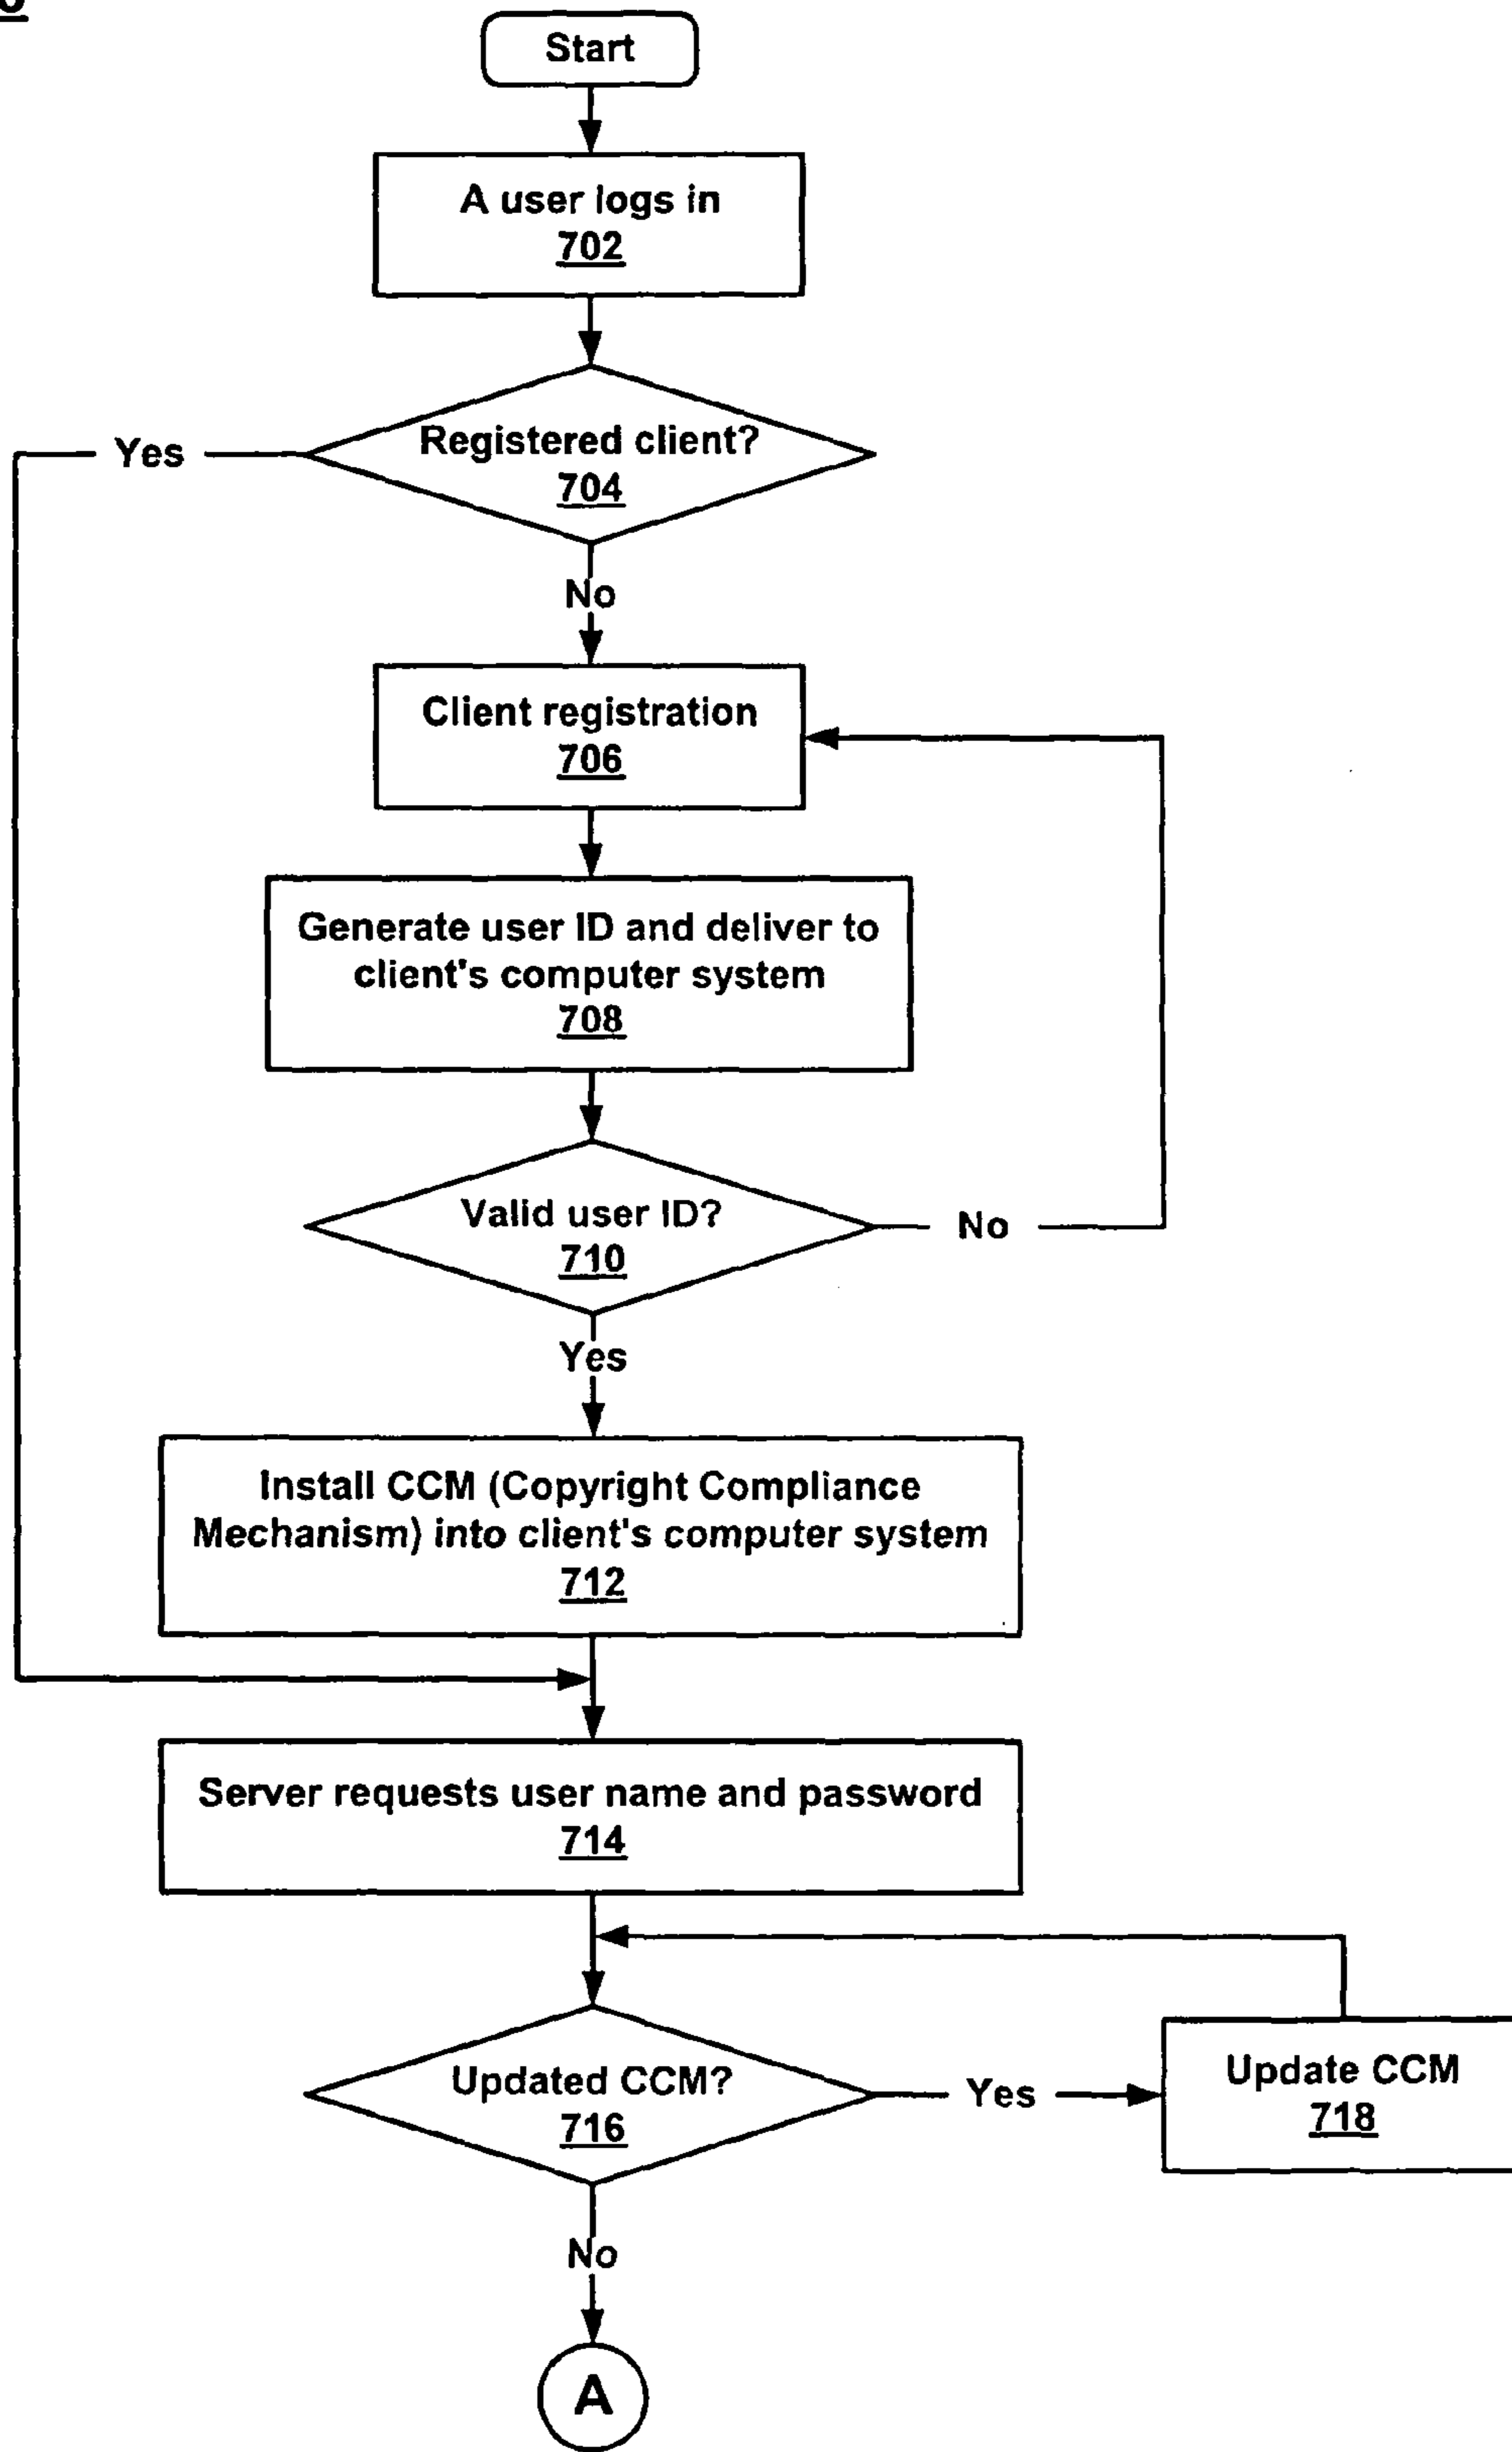 Start
A user logs in
702
Registered client?
704
Yes
No
Client registration
706
Generate user ID and deliver to
client's computer system
708
Valid user ID?
710
No
Yes
Install CCM (Copyright Compliance
Mechanism) into client's computer system
712
Server requests user name and password
714
Updated CCM?
716
Yes
Update CCM
718
No
A